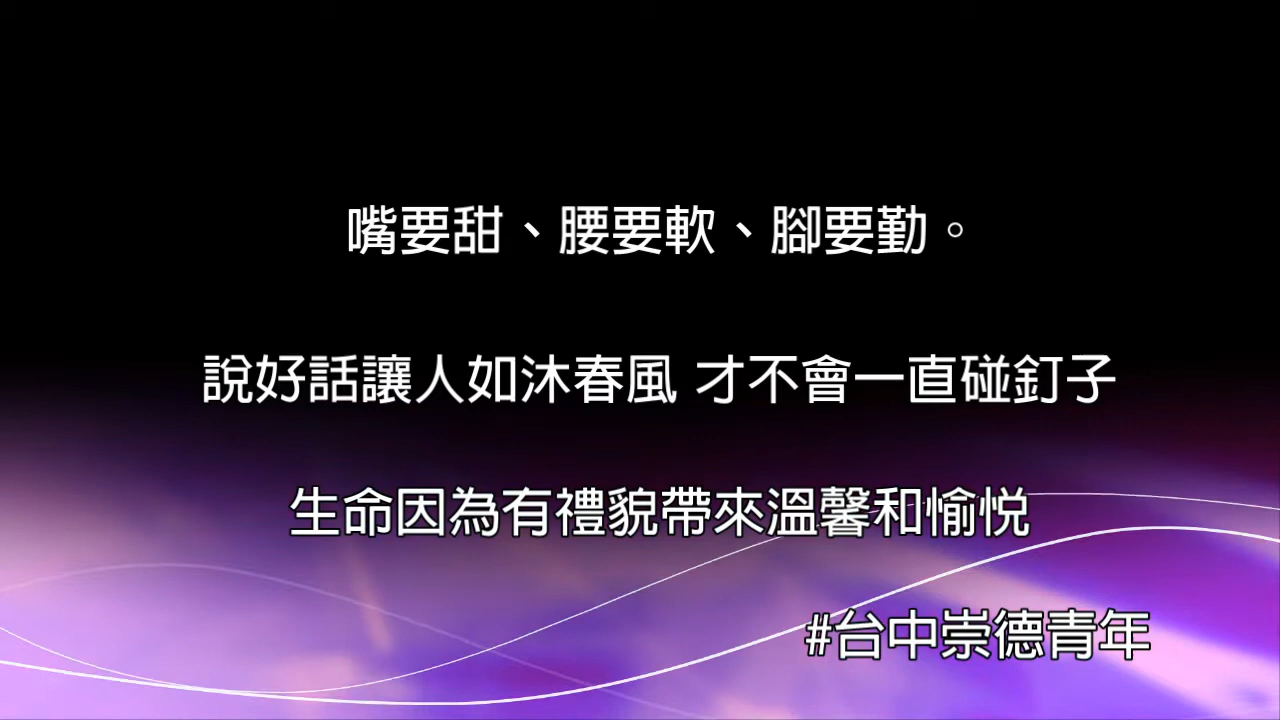 嘴要甜、腰要軟、腳要勤。
說好話讓人如沐春風 才不會一直碰釘子
生命因為有禮貌帶來溫馨和愉悅
#台中崇德青年